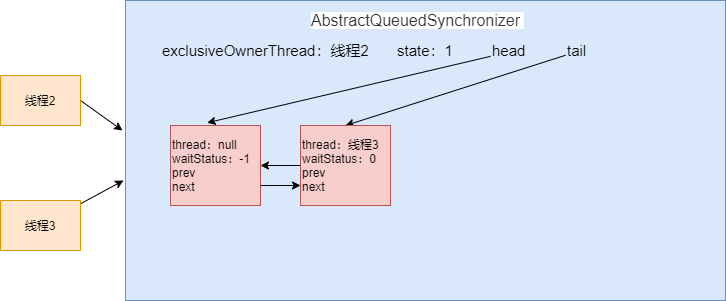 AbstractQueuedSynchronizer
exclusiveOwnerThread：线程2 state：1 head tail
线程2
thread：null
waitStatus：-1
prev
next
thread：线程3
waitStatus：0
prev
next
线程3